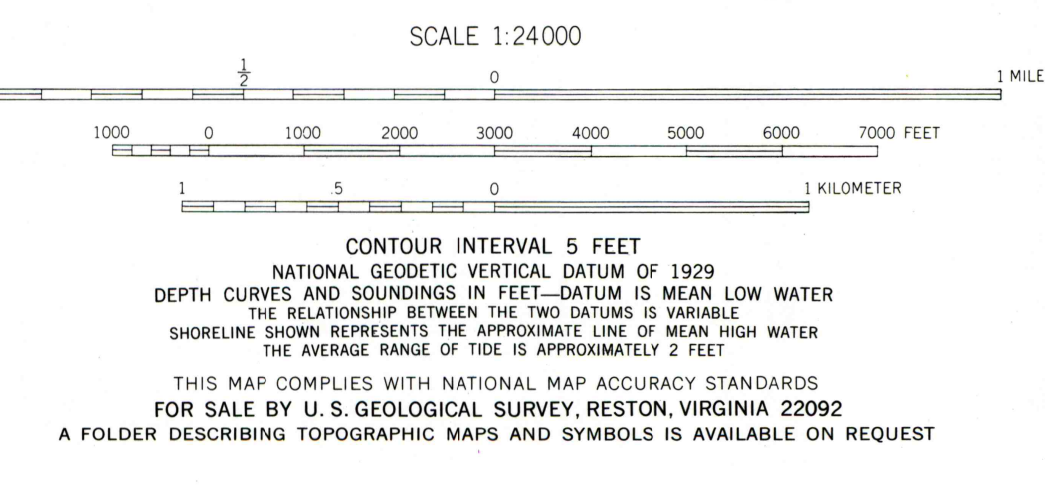 SCALE 1:24000
1/2 0 1 MILE
1000 0 1000 2000 3000 4000 5000 6000 7000 FEET
1 .5 0 1 KILOMETER
CONTOUR INTERVAL 5 FEET
NATIONAL GEODETIC VERTICAL DATUM OF 1929
DEPTH CURVES AND SOUNDINGS IN FEET—DATUM IS MEAN LOW WATER
THE RELATIONSHIP BETWEEN THE TWO DATUMS IS VARIABLE
SHORELINE SHOWN REPRESENTS THE APPROXIMATE LINE OF MEAN HIGH WATER
THE AVERAGE RANGE OF TIDE IS APPROXIMATELY 2 FEET
THIS MAP COMPLIES WITH NATIONAL MAP ACCURACY STANDARDS
FOR SALE BY U. S. GEOLOGICAL SURVEY, RESTON, VIRGINIA 22092
A FOLDER DESCRIBING TOPOGRAPHIC MAPS AND SYMBOLS IS AVAILABLE ON REQUEST